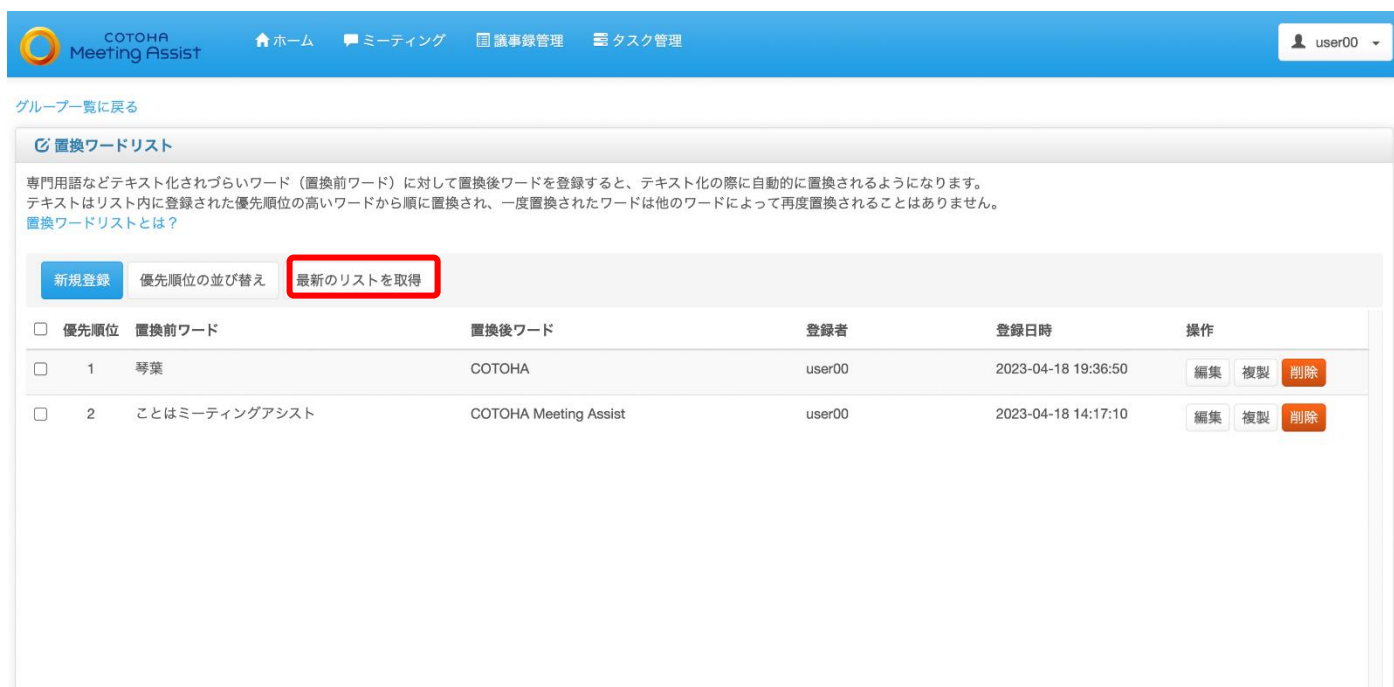 COTOHA
Meeting Assist
ホーム ミーティング 議事録管理 タスク管理
user00
グループ一覧に戻る
置換ワードリスト
専門用語などテキスト化されづらいワード（置換前ワード）に対して置換後ワードを登録すると、テキスト化の際に自動的に置換されるようになります。
テキストはリスト内に登録された優先順位の高いワードから順に置換され、一度置換されたワードは他のワードによって再度置換されることはありません。
置換ワードリストとは？
新規登録 優先順位の並び替え 最新のリストを取得
優先順位 置換前ワード 置換後ワード 登録者 登録日時 操作
1 琴葉 COTOHA user00 2023-04-18 19:36:50 編集 複製 削除
2 ことはミーティングアシスト COTOHA Meeting Assist user00 2023-04-18 14:17:10 編集 複製 削除